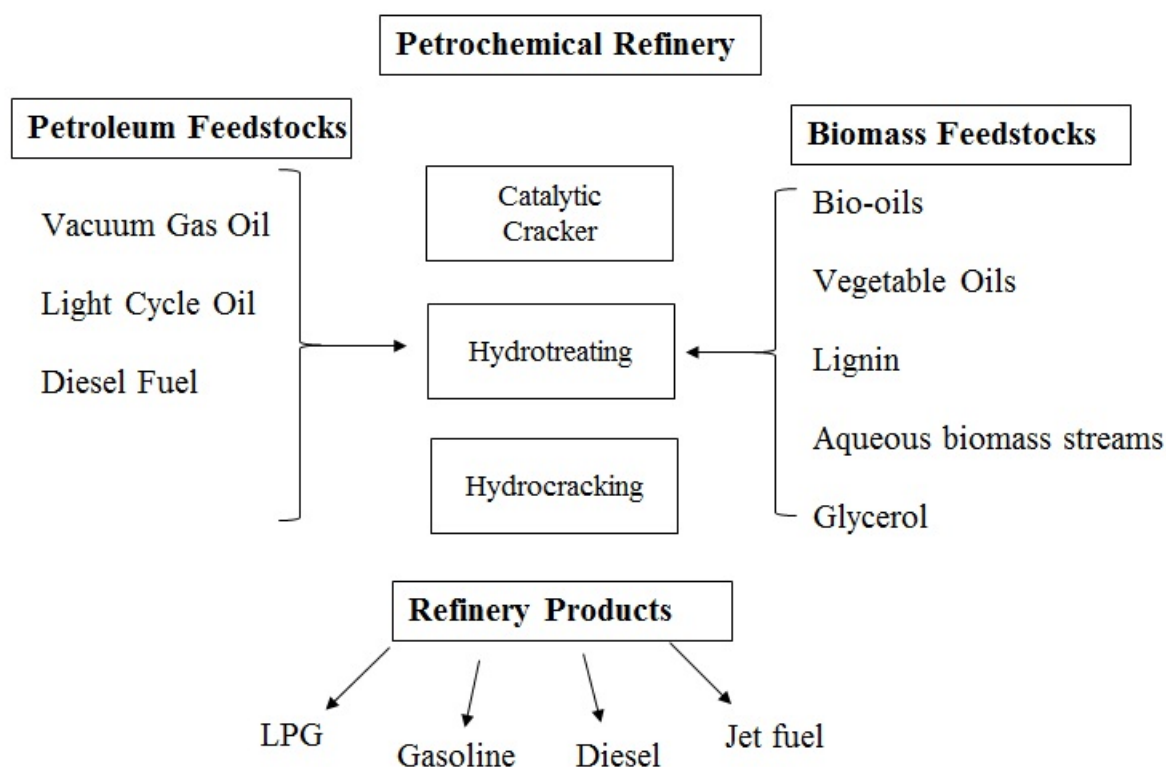 Petrochemical Refinery
Petroleum Feedstocks
Vacuum Gas Oil
Light Cycle Oil
Diesel Fuel
Catalytic
Cracker
Hydrotreating
Hydrocracking
Biomass Feedstocks
Bio-oils
Vegetable Oils
Lignin
Aqueous biomass streams
Glycerol
Refinery Products
LPG
Gasoline
Diesel
Jet fuel